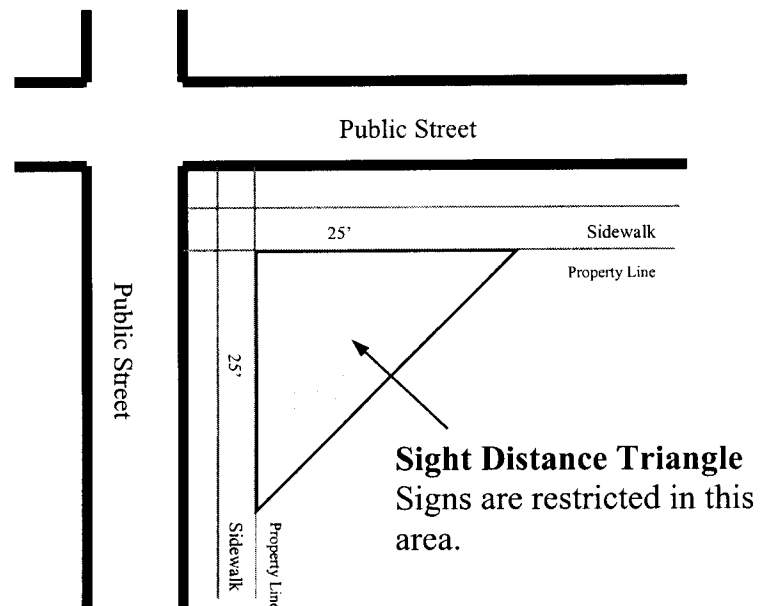 Public Street
25'
Sidewalk
Property Line
Public Street
25'
Sight Distance Triangle
Signs are restricted in this
area.
Sidewalk
Property Line